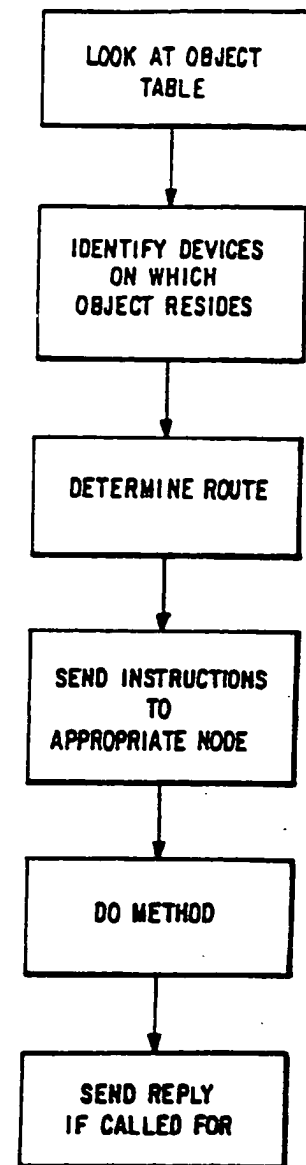 LOOK AT OBJECT
TABLE
IDENTIFY DEVICES
ON WHICH
OBJECT RESIDES
DETERMINE ROUTE
SEND INSTRUCTIONS
TO
APPROPRIATE NODE
DO METHOD
SEND REPLY
IF CALLED FOR